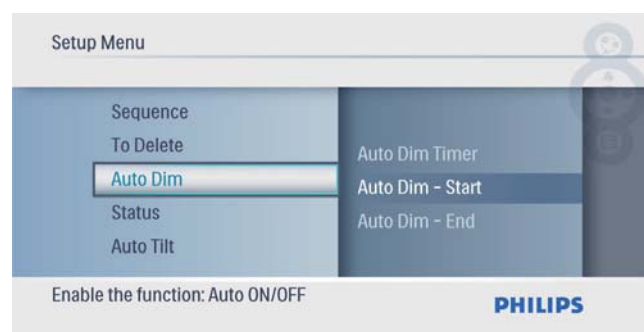 Setup Menu
Sequence
To Delete
Auto Dim
Status
Auto Tilt
Auto Dim Timer
Auto Dim - Start
Auto Dim - End
Enable the function: Auto ON/OFF
PHILIPS